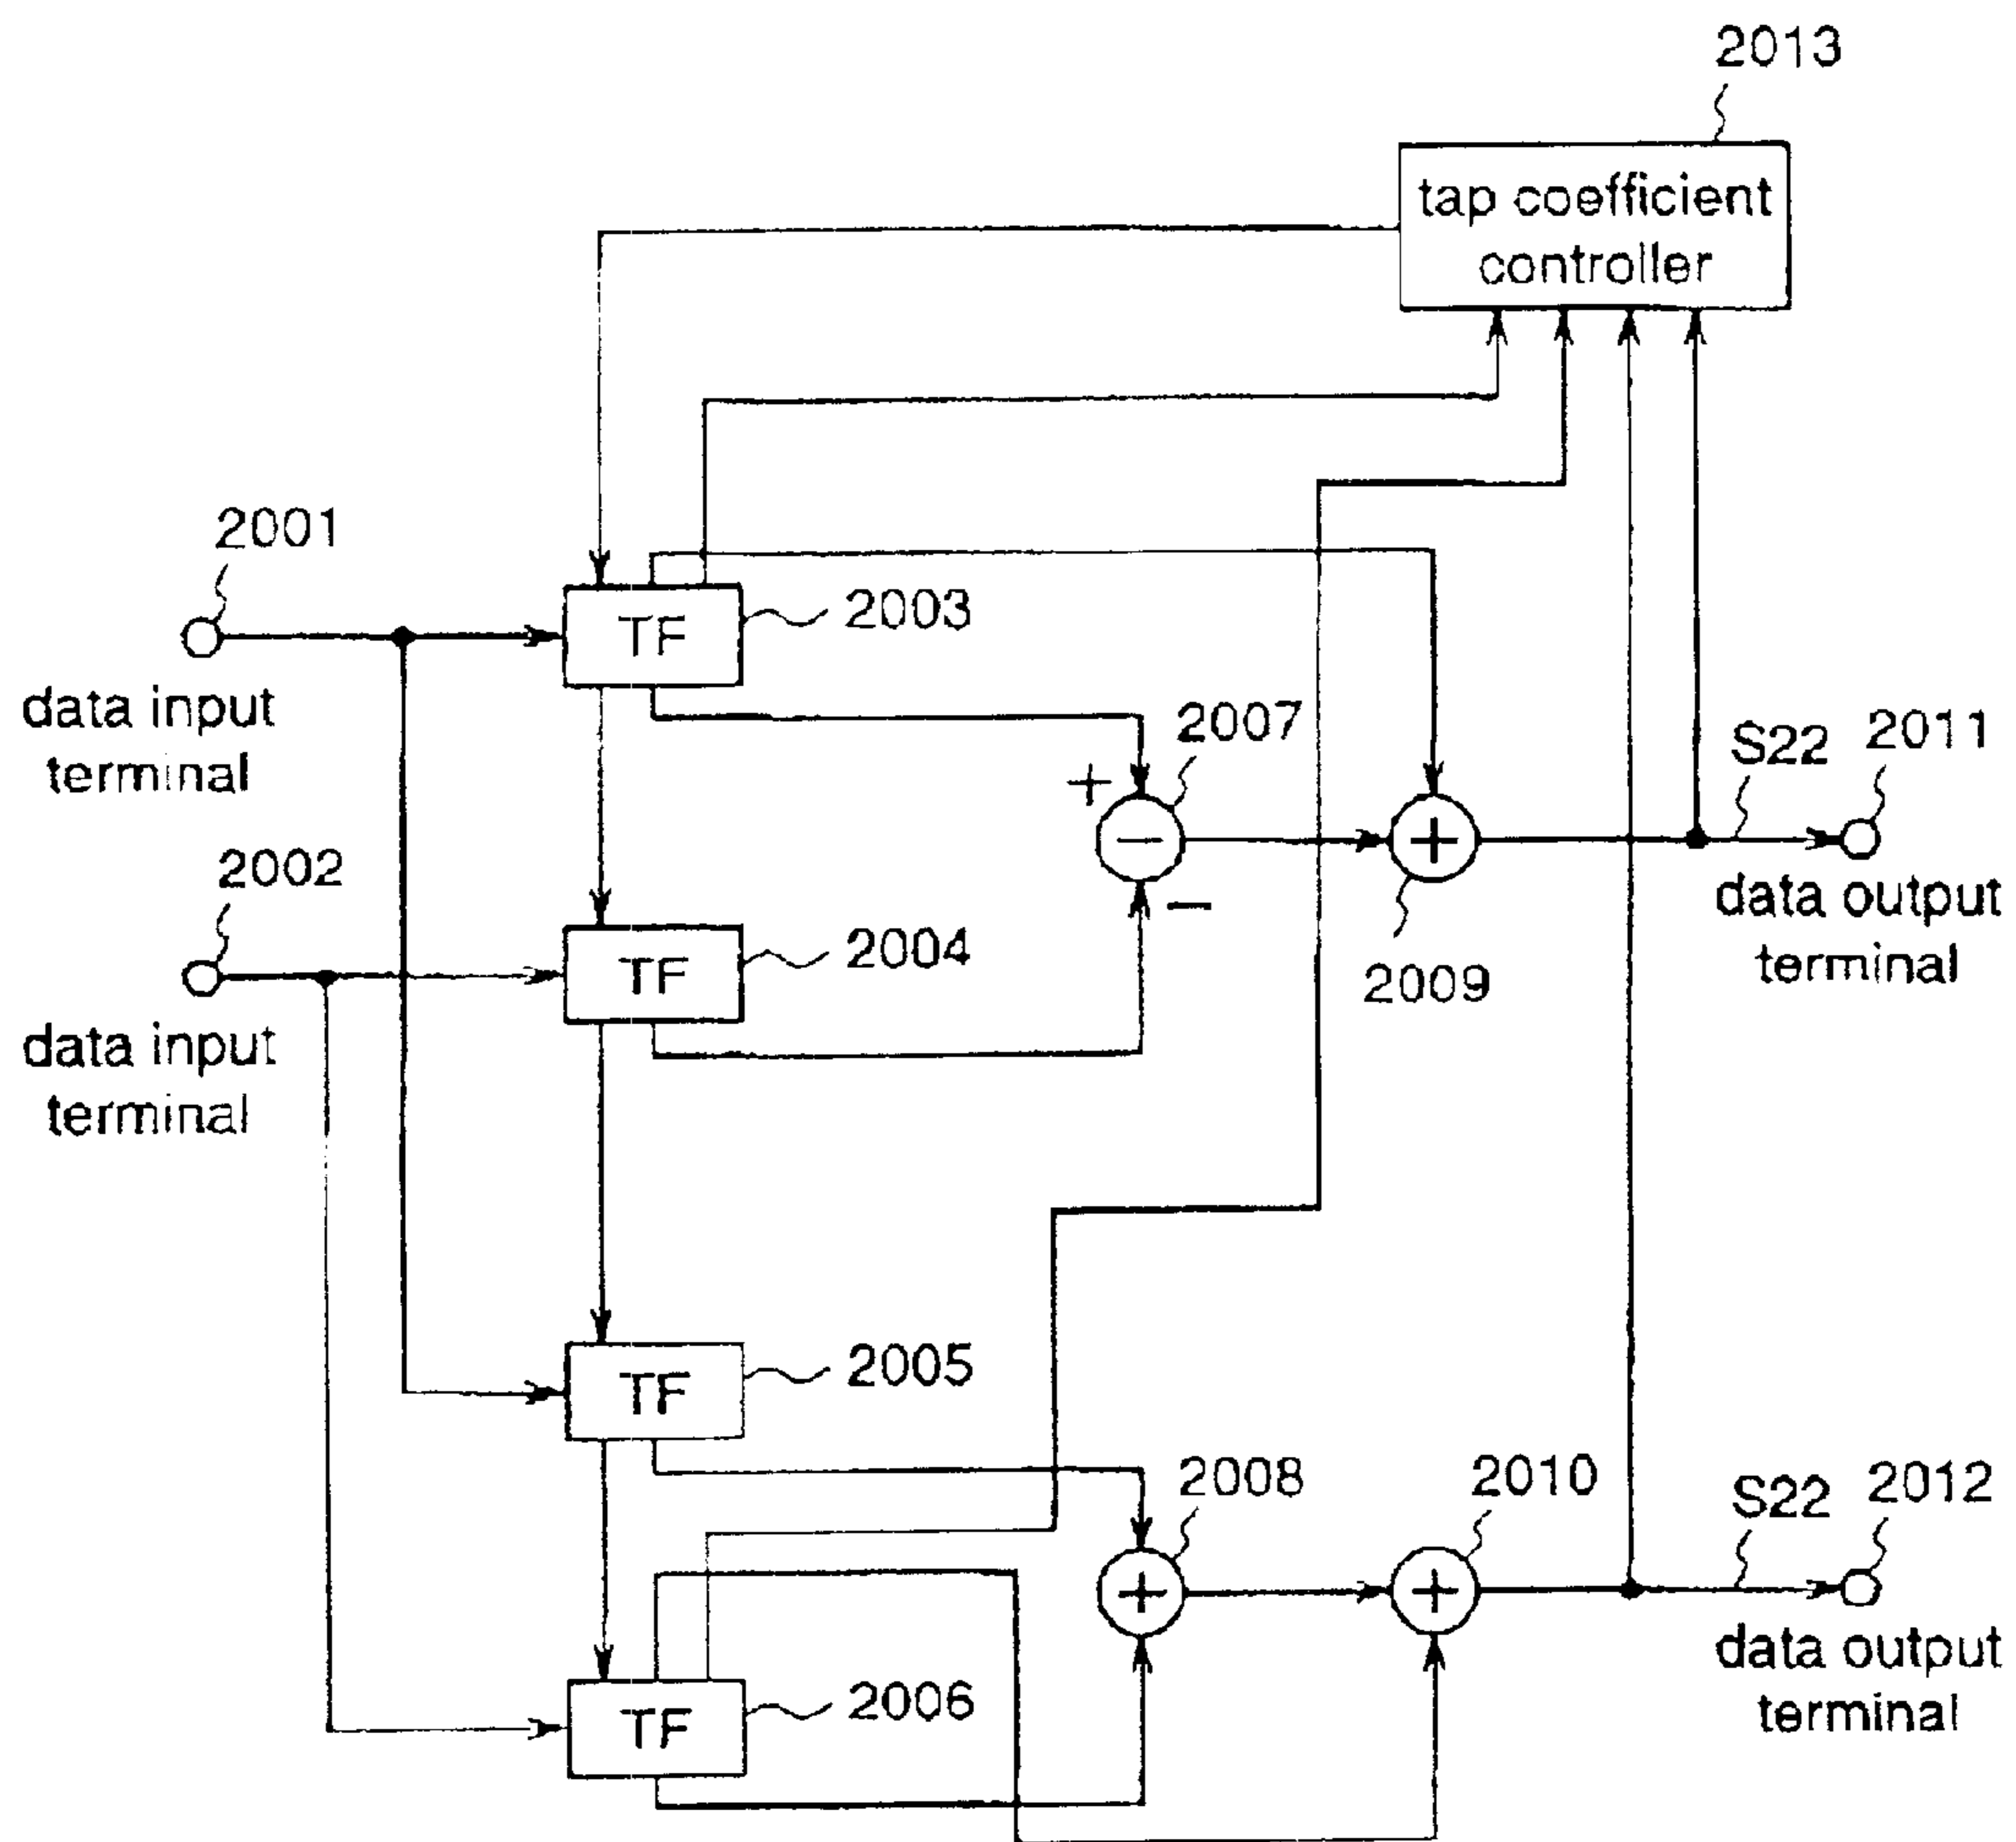 2013
tap coefficient
controller
2001
TF
2003
data input
terminal
2007
+
−
S22
2011
+
2002
−
data output
terminal
TF
2004
2009
data input
terminal
TF
2005
2008
2010
S22
2012
+
+
data output
terminal
TF
2006